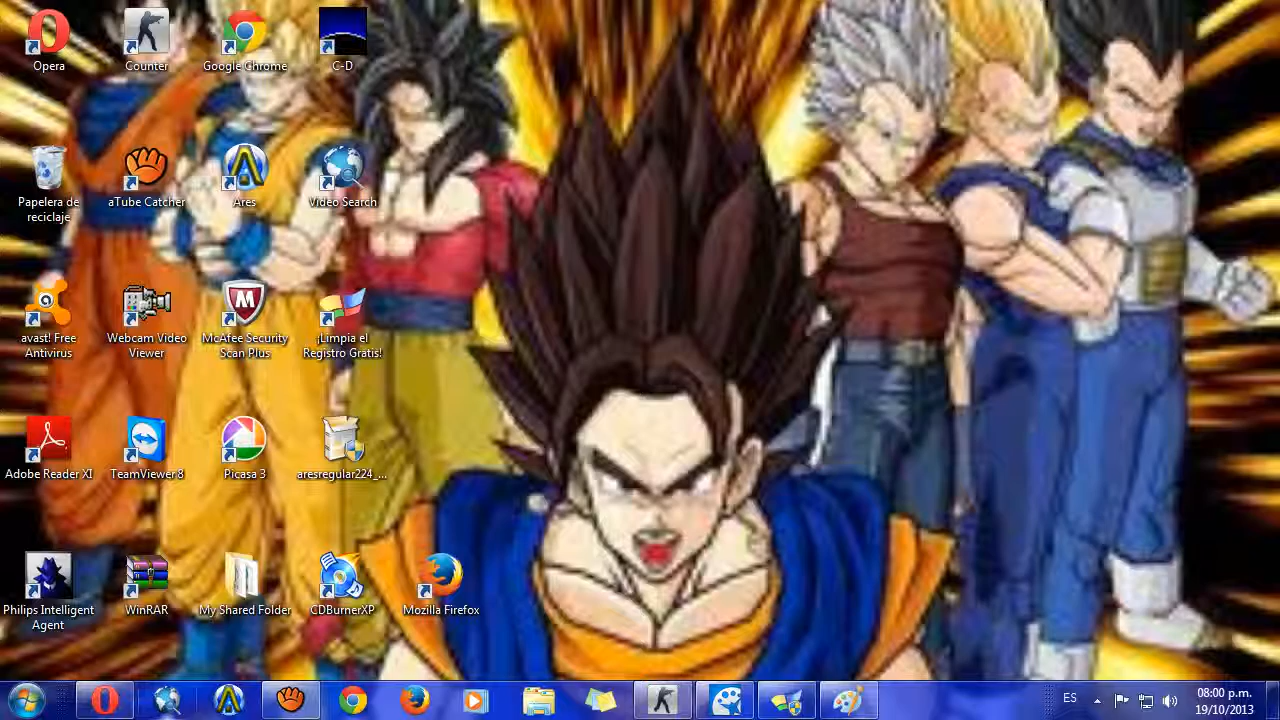 Opera
Counter
Google Chrome
C-D
Papelera de
reciclaje
aTube Catcher
Ares
Video Search
avast! Free
Antivirus
Webcam Video
Viewer
McAfee Security
Scan Plus
¡Limpia el
Registro Gratis!
Adobe Reader XI
TeamViewer 8
Picasa 3
aresregular224_...
Philips Intelligent
Agent
WinRAR
My Shared Folder
CDBurnerXP
Mozilla Firefox
ES
08:00 p.m.
19/10/2013